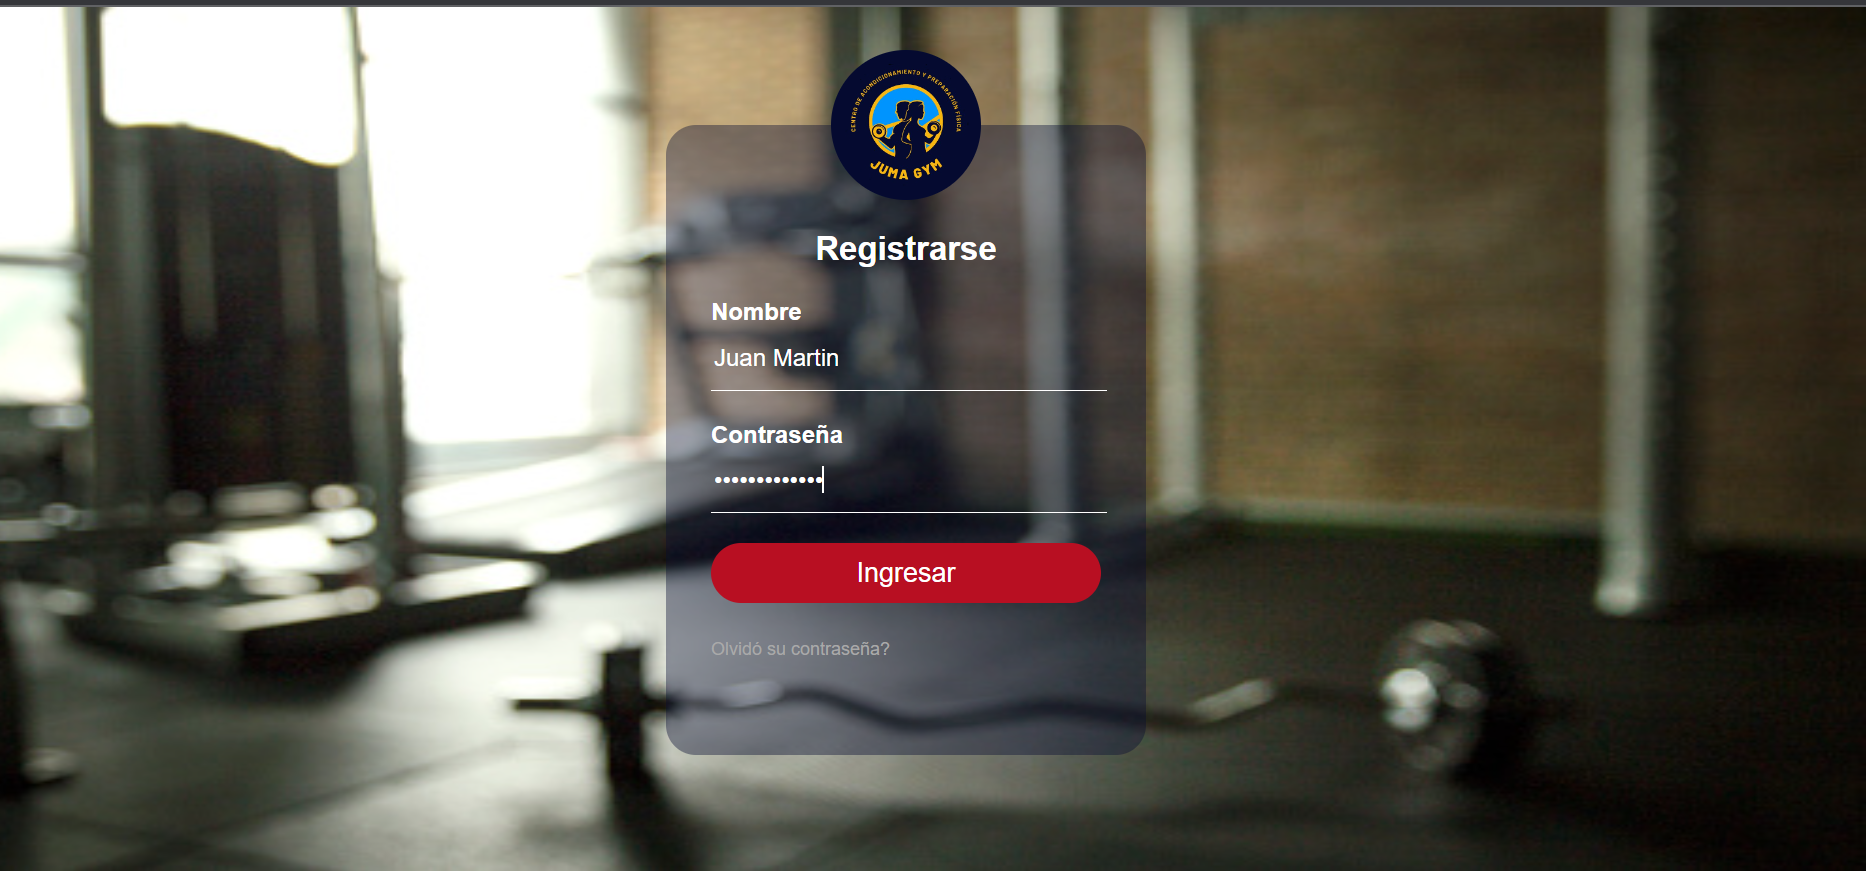 CENTRO DE ACONDICIONAMIENTO Y PREPARACIÓN FÍSICA
JUMA GYM
Registrarse
Nombre
Juan Martin
Contraseña
•••••••••••••
Ingresar
Olvidó su contraseña?